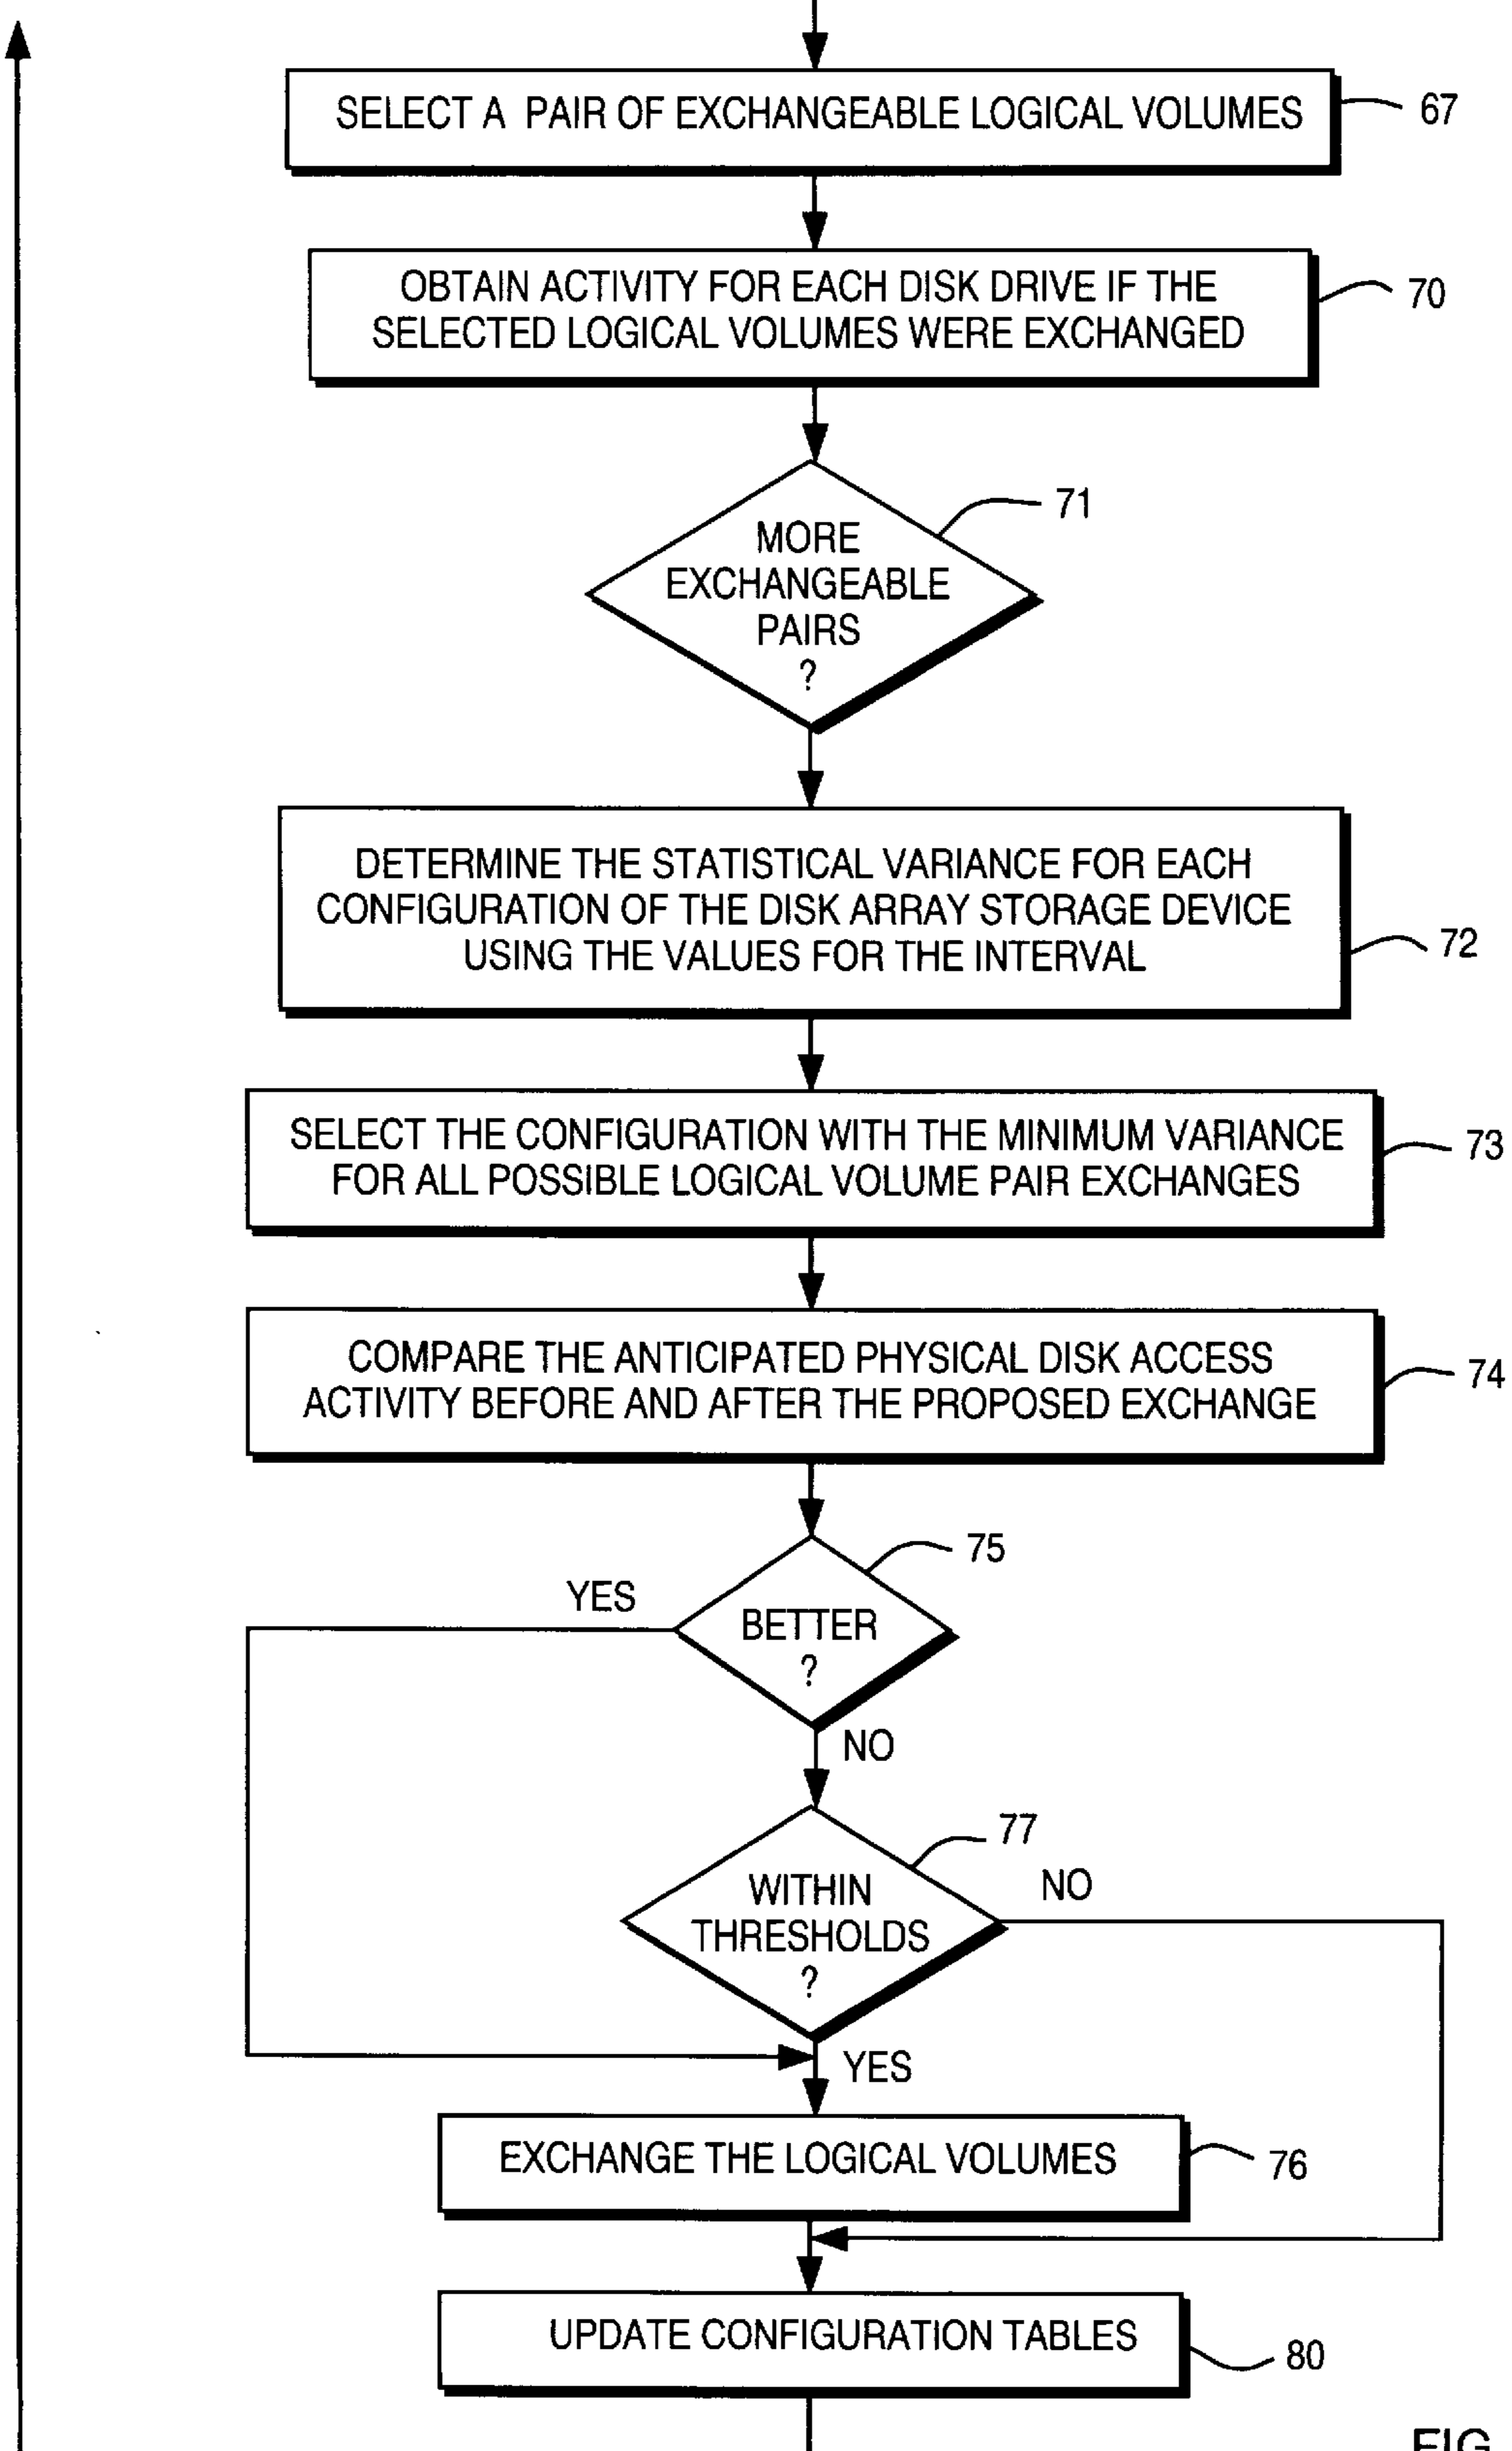 SELECT A PAIR OF EXCHANGEABLE LOGICAL VOLUMES
67
OBTAIN ACTIVITY FOR EACH DISK DRIVE IF THE
SELECTED LOGICAL VOLUMES WERE EXCHANGED
70
71
MORE
EXCHANGEABLE
PAIRS
?
DETERMINE THE STATISTICAL VARIANCE FOR EACH
CONFIGURATION OF THE DISK ARRAY STORAGE DEVICE
USING THE VALUES FOR THE INTERVAL
72
SELECT THE CONFIGURATION WITH THE MINIMUM VARIANCE
FOR ALL POSSIBLE LOGICAL VOLUME PAIR EXCHANGES
73
COMPARE THE ANTICIPATED PHYSICAL DISK ACCESS
ACTIVITY BEFORE AND AFTER THE PROPOSED EXCHANGE
74
75
YES
BETTER
?
NO
77
NO
WITHIN
THRESHOLDS
?
YES
EXCHANGE THE LOGICAL VOLUMES
76
UPDATE CONFIGURATION TABLES
80
FIG